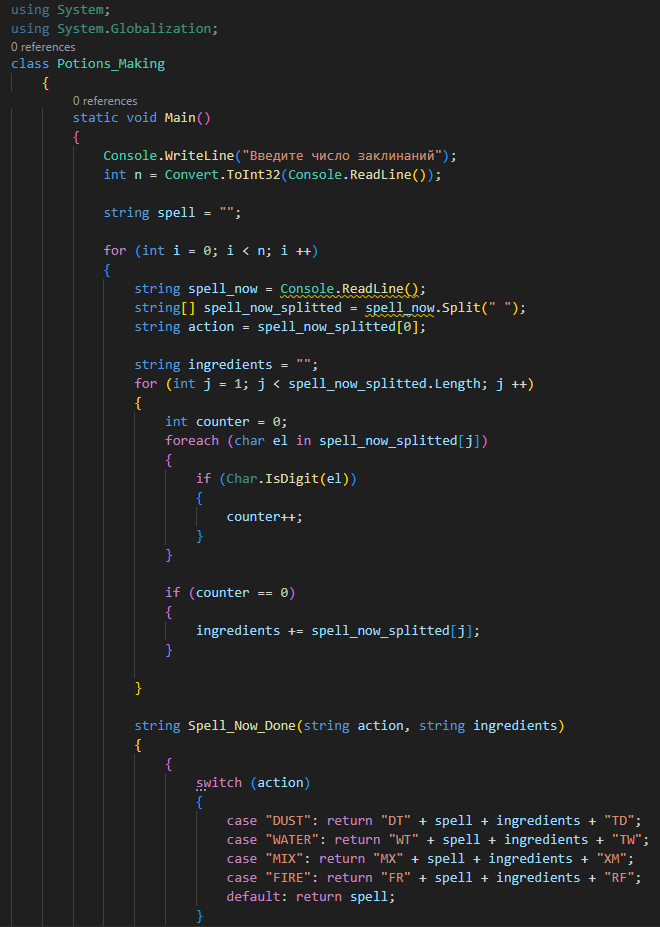 using System;
using System.Globalization;
0 references
class Potions_Making
{
0 references
static void Main()
{
Console.WriteLine("Введите число заклинаний");
int n = Convert.ToInt32(Console.ReadLine());
string spell = "";
for (int i = 0; i < n; i ++)
{
string spell_now = Console.ReadLine();
string[] spell_now_splitted = spell_now.Split(" ");
string action = spell_now_splitted[0];
string ingredients = "";
for (int j = 1; j < spell_now_splitted.Length; j ++)
{
int counter = 0;
foreach (char el in spell_now_splitted[j])
{
if (Char.IsDigit(el))
{
counter++;
}
}
if (counter == 0)
{
ingredients += spell_now_splitted[j];
}
}
string Spell_Now_Done(string action, string ingredients)
{
{
switch (action)
{
case "DUST": return "DT" + spell + ingredients + "TD";
case "WATER": return "WT" + spell + ingredients + "TW";
case "MIX": return "MX" + spell + ingredients + "XM";
case "FIRE": return "FR" + spell + ingredients + "RF";
default: return spell;
}